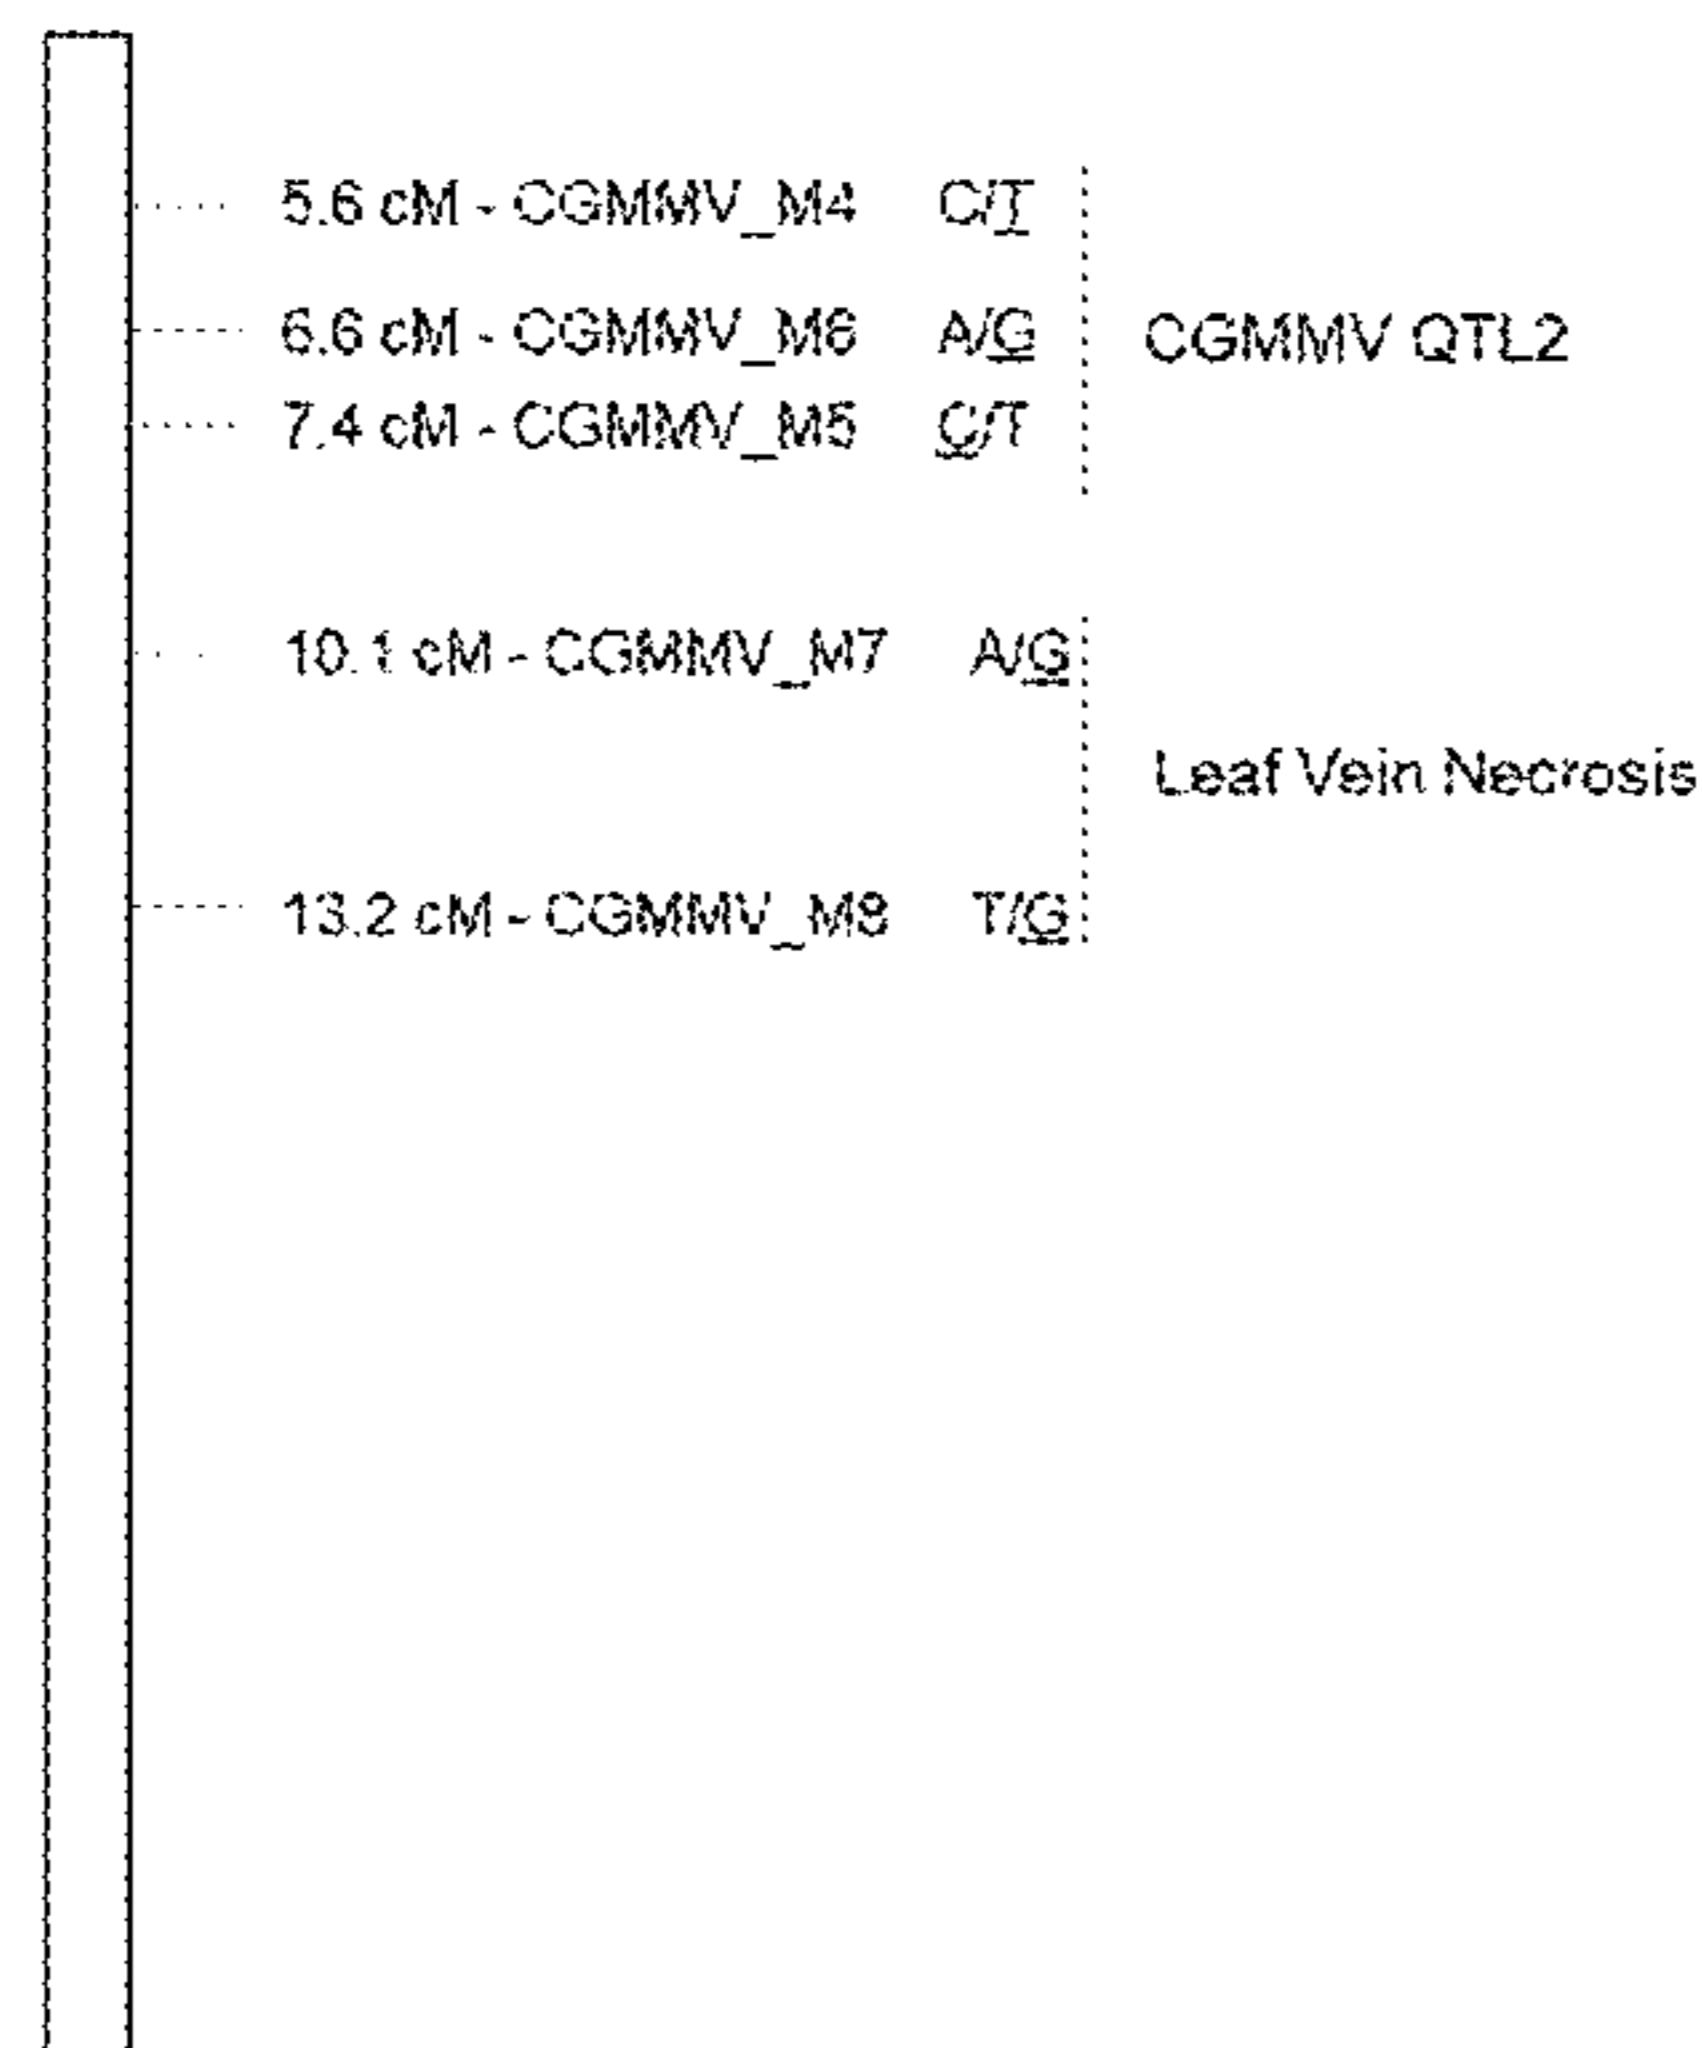 5.6 cM - CGMMV_M4 C/T
6.6 cM - CGMMV_M6 A/G
CGMMV QTL2
7.4 cM - CGMMV_M5 C/T
10.1 cM - CGMMV_M7 A/G
Leaf Vein Necrosis
13.2 cM - CGMMV_M8 T/G